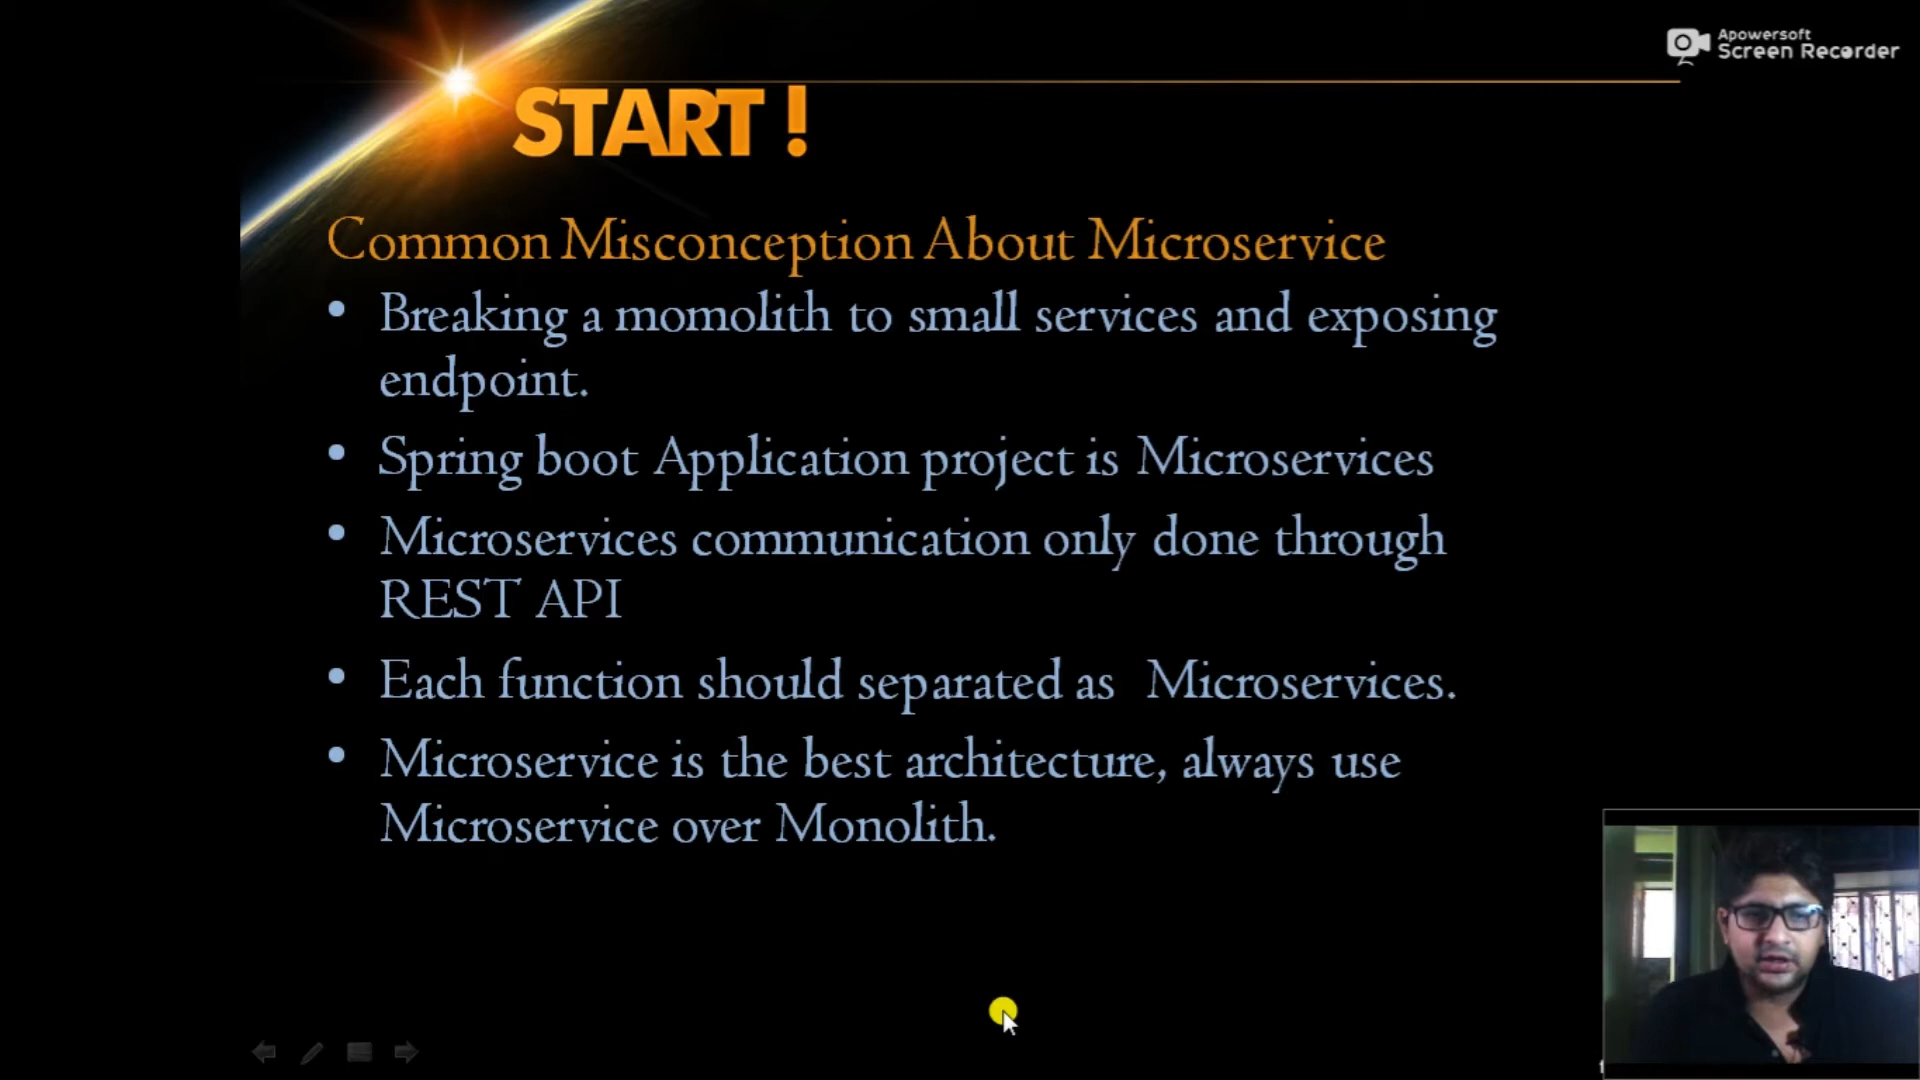 Apowersoft
Screen Recorder
START !
Common Misconception About Microservice
• Breaking a momolith to small services and exposing
endpoint.
• Spring boot Application project is Microservices
• Microservices communication only done through
REST API
• Each function should separated as Microservices.
• Microservice is the best architecture, always use
Microservice over Monolith.